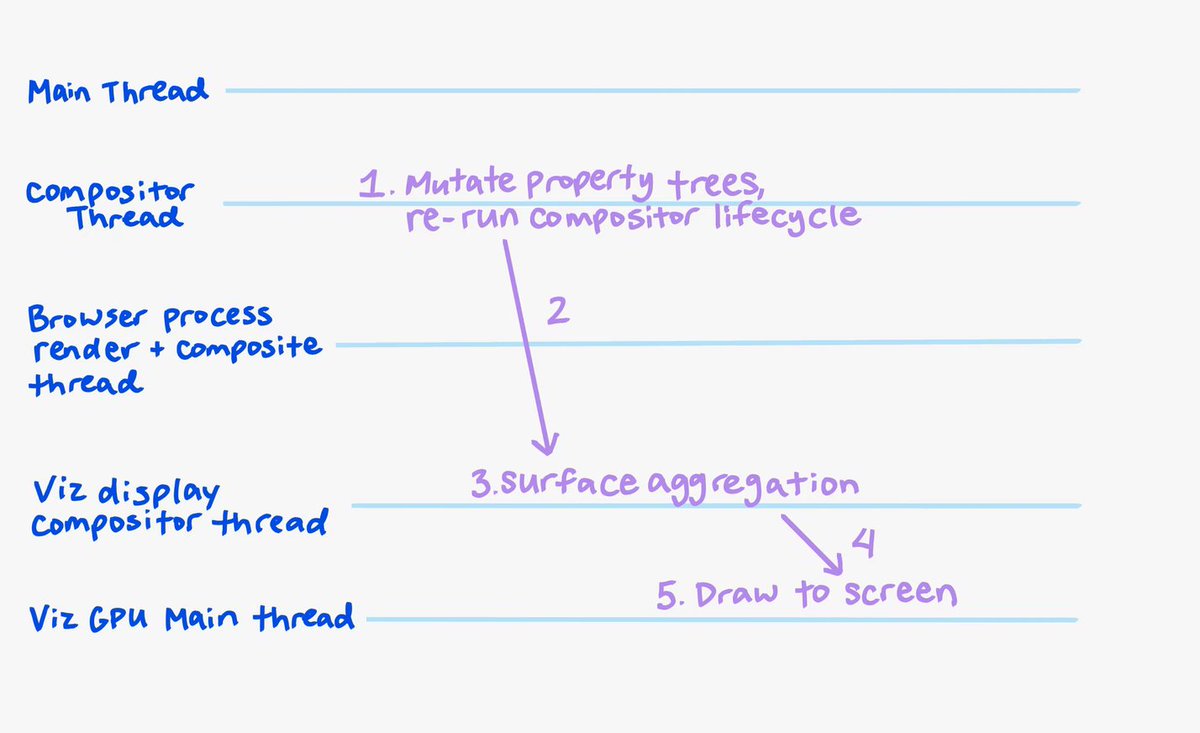 Main Thread
Compositor
Thread
1. Mutate property trees,
re-run compositor lifecycle
2
Browser process
render + composite
thread
3. surface aggregation
Viz display
compositor thread
4
5. Draw to screen
Viz GPU Main thread